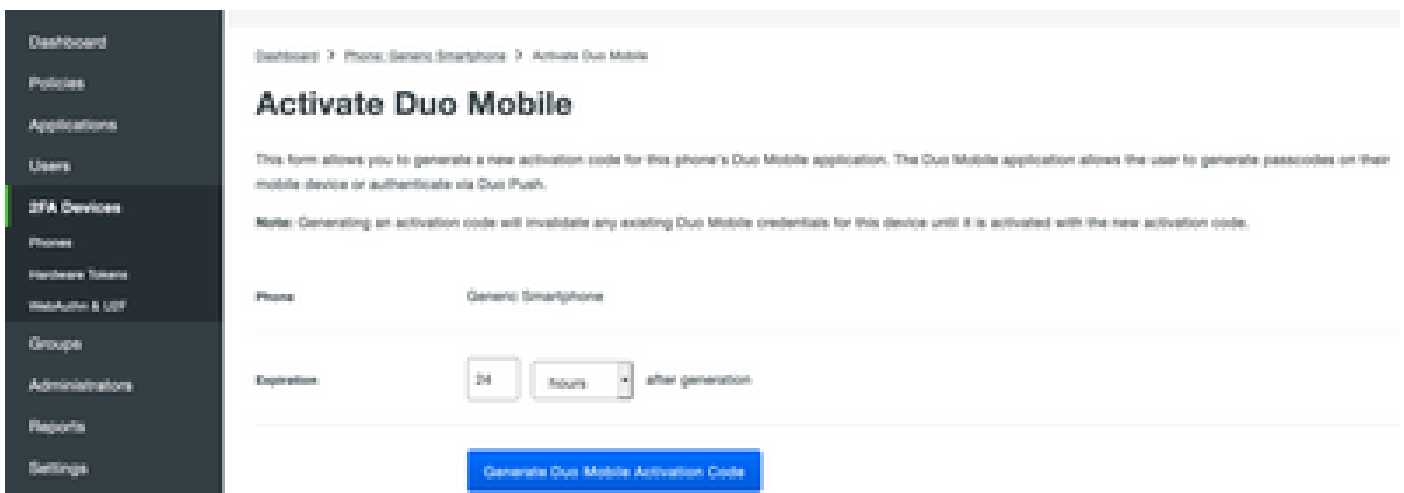 Dashboard
Policies
Applications
Users
2FA Devices
Phones
Hardware Tokens
WebAuthn & U2F
Groups
Administrators
Reports
Settings
Dashboard > Phone: Generic Smartphone > Activate Duo Mobile
Activate Duo Mobile
This form allows you to generate a new activation code for this phone's Duo Mobile application. The Duo Mobile application allows the user to generate passcodes on their
mobile device or authenticate via Duo Push.
Note: Generating an activation code will invalidate any existing Duo Mobile credentials for this device until it is activated with the new activation code.
Phone Generic Smartphone
Expiration 24 hours after generation
Generate Duo Mobile Activation Code